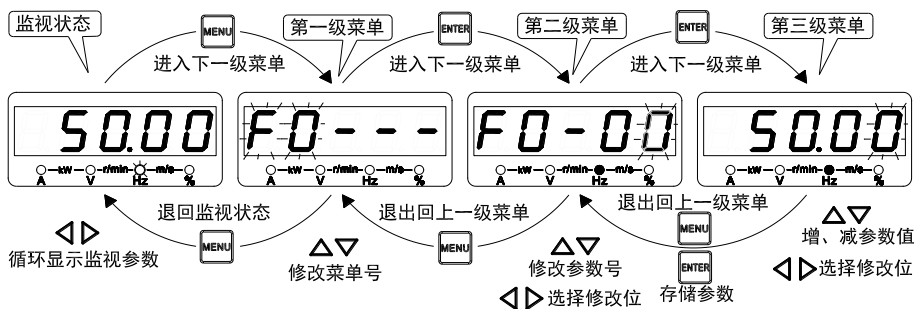 监视状态
MENU
第一级菜单
ENTER
第二级菜单
ENTER
第三级菜单
进入下一级菜单
进入下一级菜单
进入下一级菜单
50.00
F0---
F0-00
50.00
A kW V r/min Hz m/s %
A kW V r/min Hz m/s %
A kW V r/min Hz m/s %
A kW V r/min Hz m/s %
退回监视状态
MENU
退出回上一级菜单
MENU
退出回上一级菜单
MENU
ENTER
存储参数
循环显示监视参数
修改菜单号
修改参数号
选择修改位
增、减参数值
选择修改位